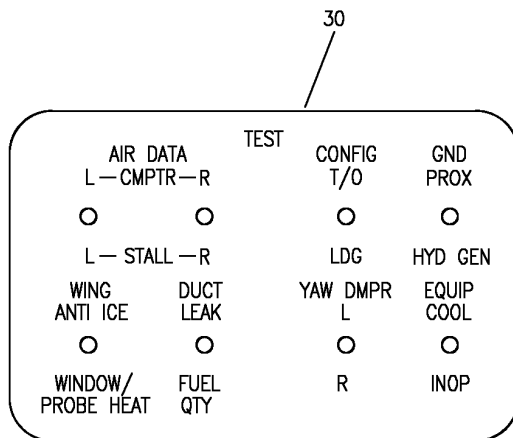 30
TEST
AIR DATA CONFIG GND
L—CMPTR—R T/O PROX
L—STALL—R LDG HYD GEN
WING DUCT YAW DMPR EQUIP
ANTI ICE LEAK L COOL
WINDOW/ FUEL R INOP
PROBE HEAT QTY